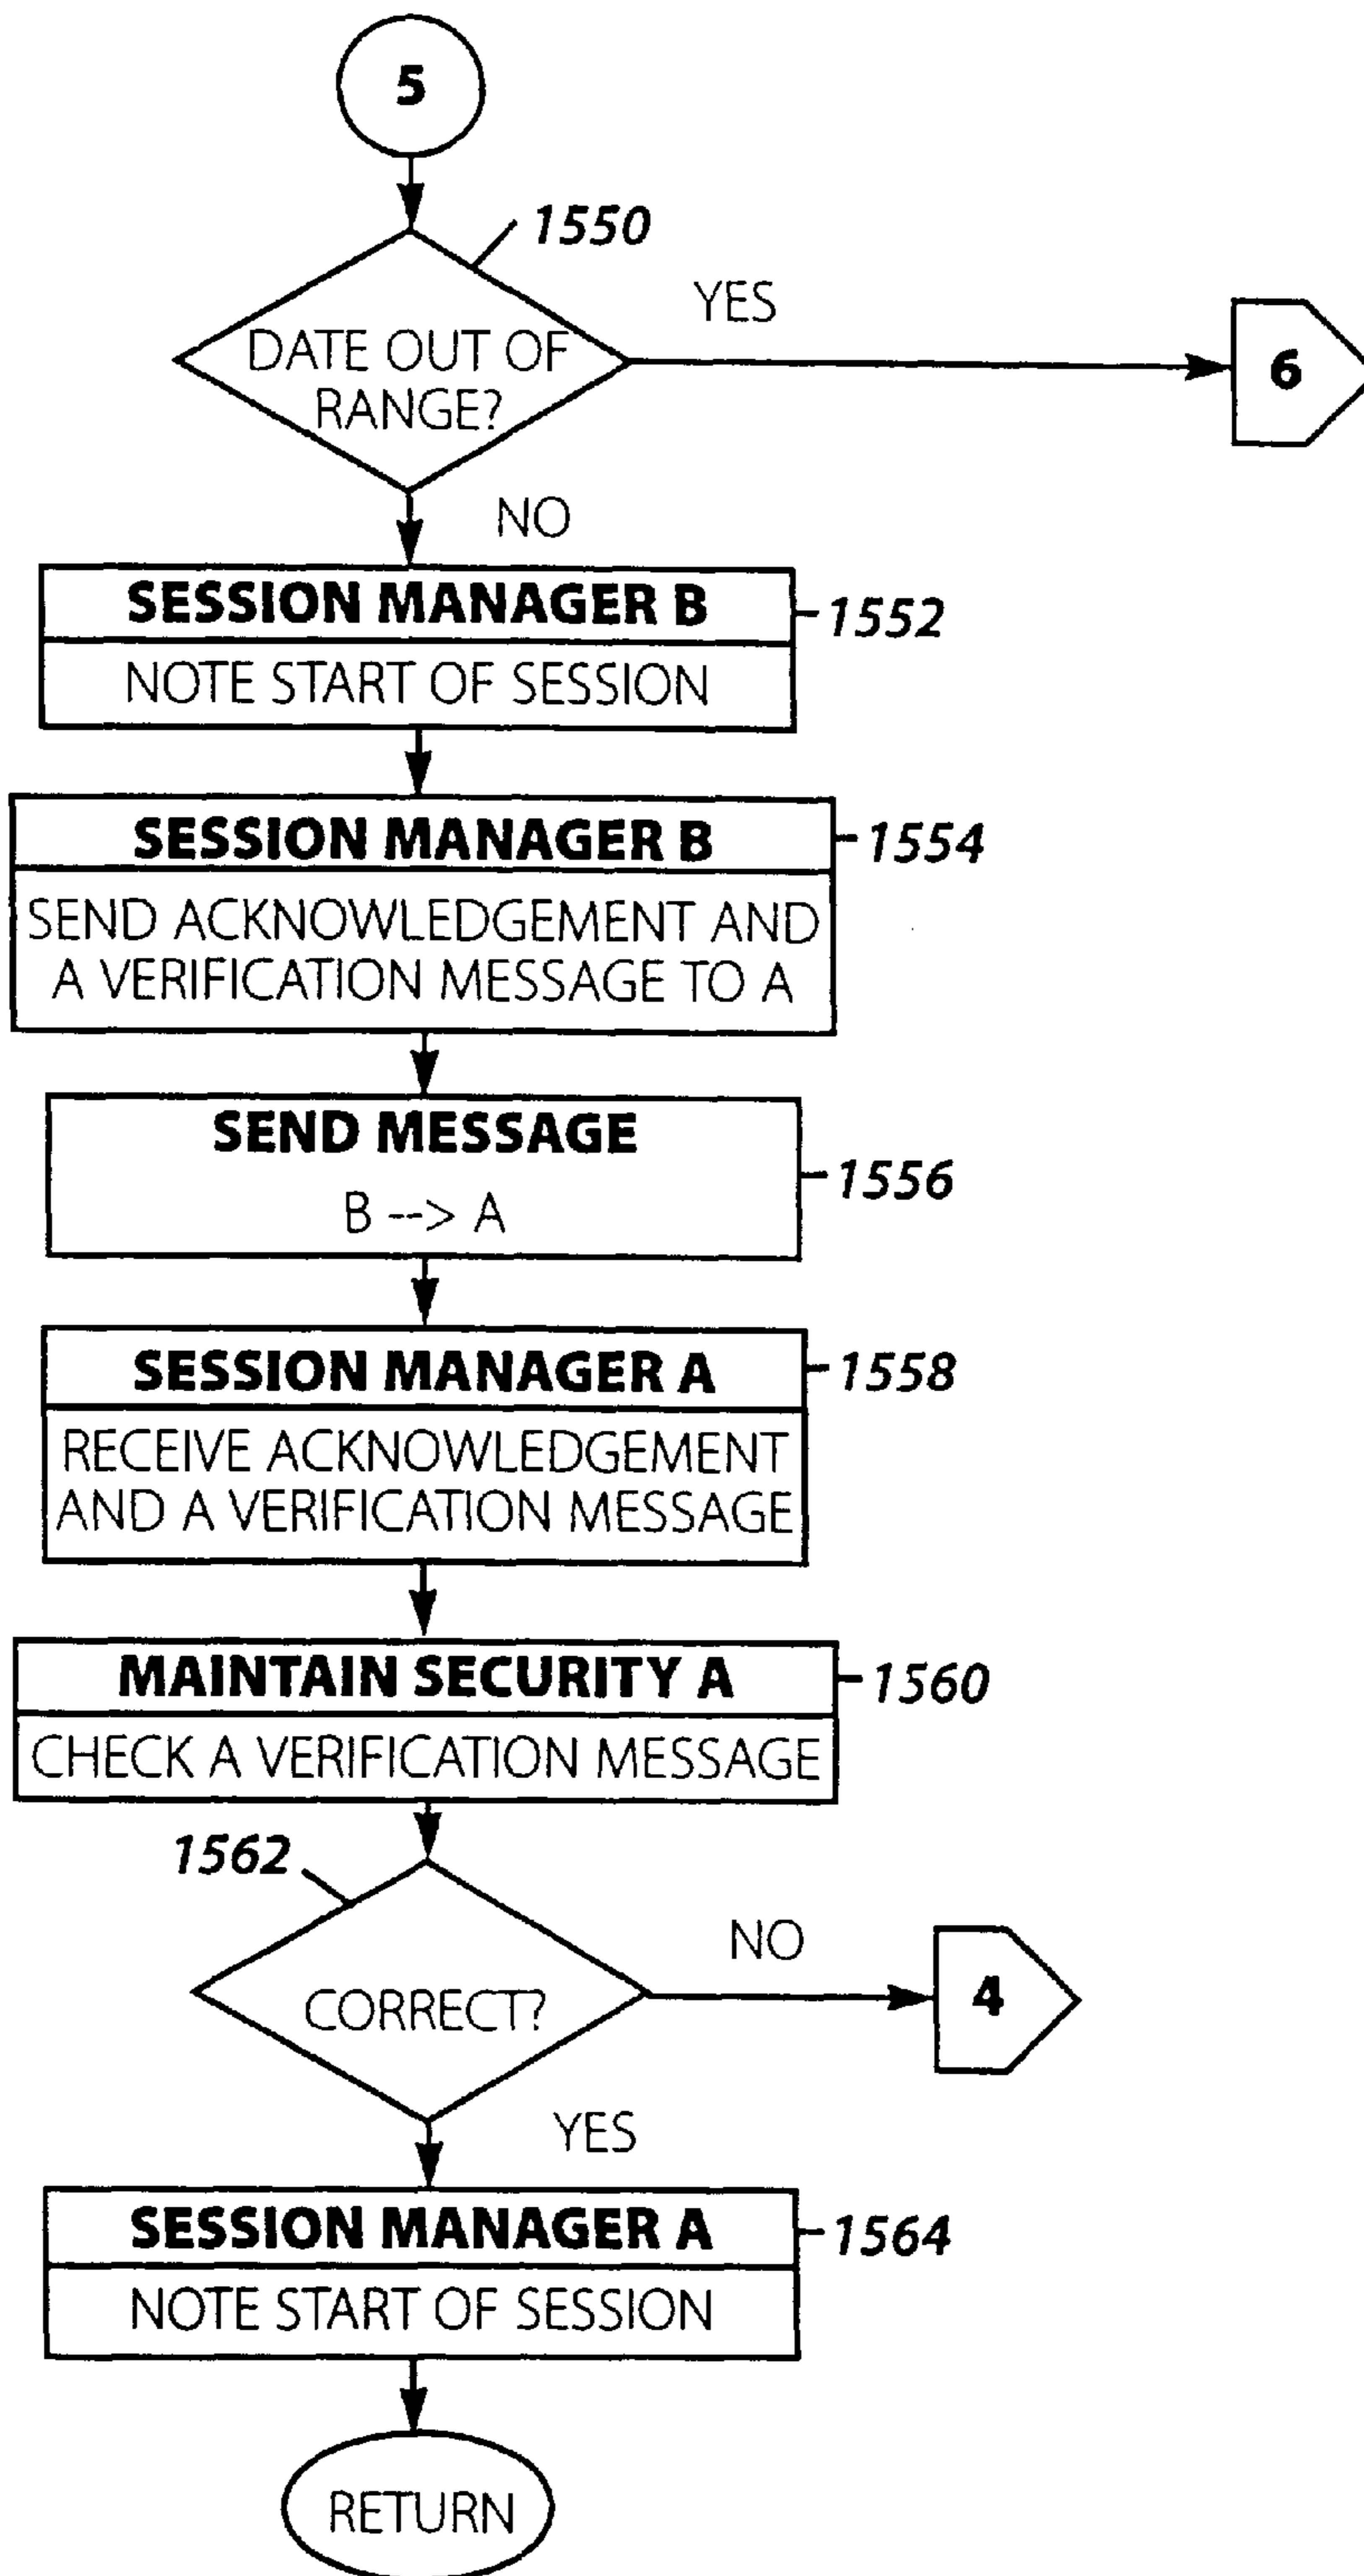 5
1550
DATE OUT OF
RANGE?
YES
6
NO
SESSION MANAGER B
1552
NOTE START OF SESSION
SESSION MANAGER B
1554
SEND ACKNOWLEDGEMENT AND
A VERIFICATION MESSAGE TO A
SEND MESSAGE
1556
B --> A
SESSION MANAGER A
1558
RECEIVE ACKNOWLEDGEMENT
AND A VERIFICATION MESSAGE
MAINTAIN SECURITY A
1560
CHECK A VERIFICATION MESSAGE
1562
CORRECT?
NO
4
YES
SESSION MANAGER A
1564
NOTE START OF SESSION
RETURN